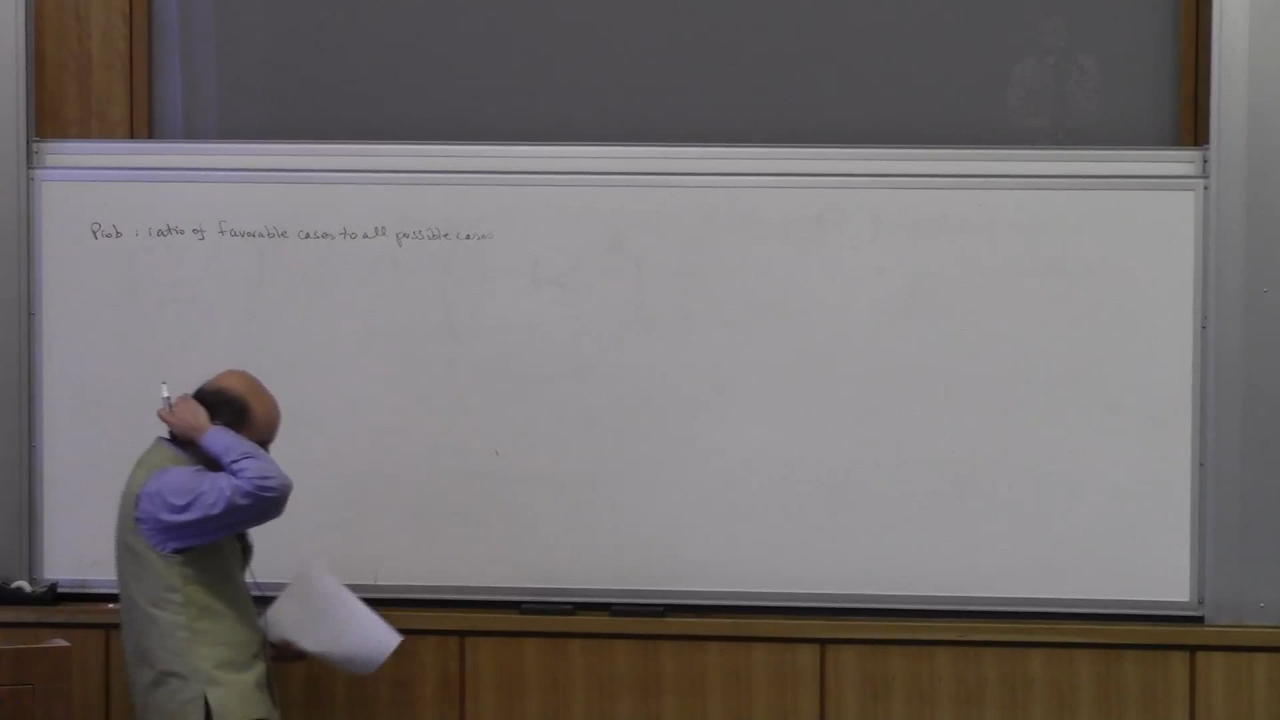 Prob : ratio of favorable cases to all possible cases